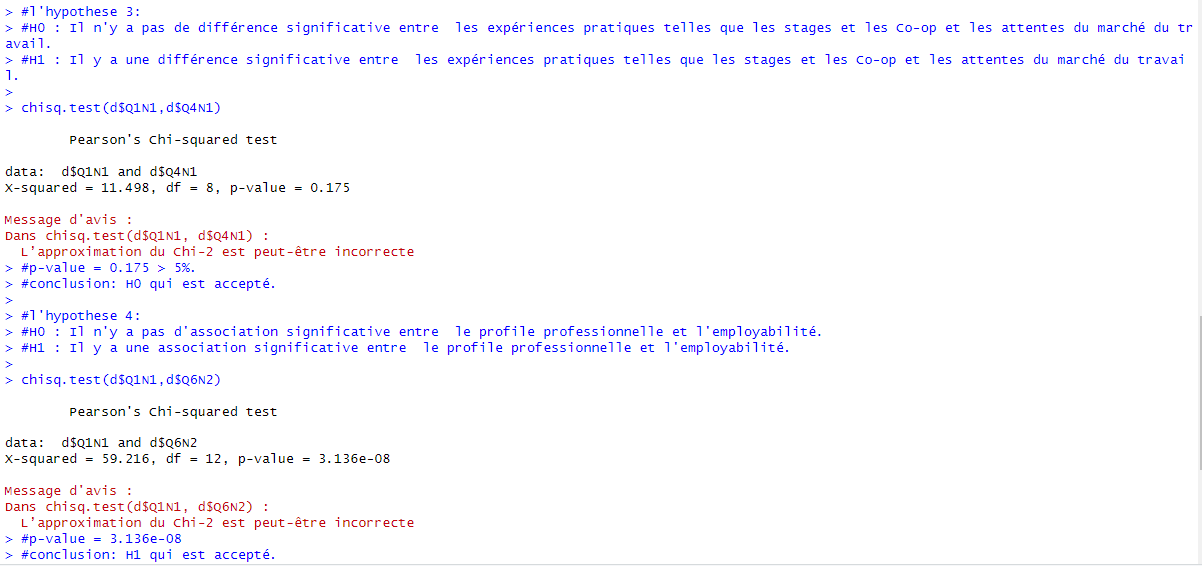 > #l'hypothese 3:
> #H0 : Il n'y a pas de différence significative entre  les expériences pratiques telles que les stages et les Co-op et les attentes du marché du tr
avail.
> #H1 : Il y a une différence significative entre  les expériences pratiques telles que les stages et les Co-op et les attentes du marché du travai
l.
>
> chisq.test(d$Q1N1,d$Q4N1)
Pearson's Chi-squared test
data:  d$Q1N1 and d$Q4N1
X-squared = 11.498, df = 8, p-value = 0.175
Message d'avis :
Dans chisq.test(d$Q1N1, d$Q4N1) :
  L'approximation du Chi-2 est peut-être incorrecte
> #p-value = 0.175 > 5%.
> #conclusion: H0 qui est accepté.
>
> #l'hypothese 4:
> #H0 : Il n'y a pas d'association significative entre  le profile professionnelle et l'employabilité.
> #H1 : Il y a une association significative entre  le profile professionnelle et l'employabilité.
>
> chisq.test(d$Q1N1,d$Q6N2)
Pearson's Chi-squared test
data:  d$Q1N1 and d$Q6N2
X-squared = 59.216, df = 12, p-value = 3.136e-08
Message d'avis :
Dans chisq.test(d$Q1N1, d$Q6N2) :
  L'approximation du Chi-2 est peut-être incorrecte
> #p-value = 3.136e-08
> #conclusion: H1 qui est accepté.